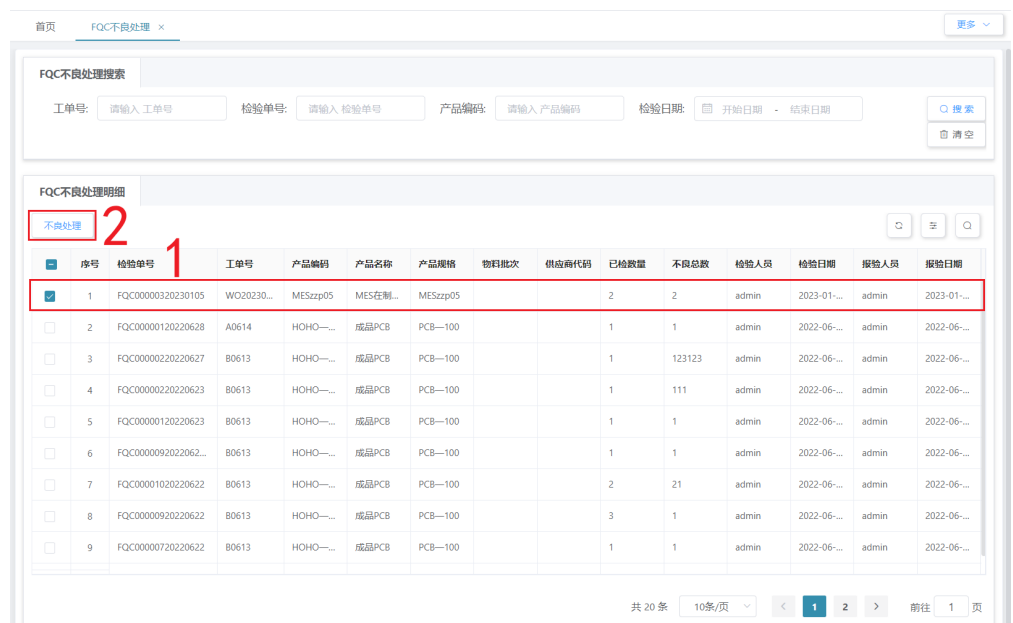 首页 FQC不良处理 × 更多
FQC不良处理搜索
工单号: 请输入 工单号 检验单号: 请输入 检验单号 产品编码: 请输入 产品编码 检验日期: 开始日期 - 结束日期 搜 索
清 空
FQC不良处理明细
不良处理 2
1
序号 检验单号 工单号 产品编码 产品名称 产品规格 物料批次 供应商代码 已检数量 不良总数 检验人员 检验日期 报验人员 报验日期
1 FQC00000320230105 WO20230... MESzzp05 MES在制... MESzzp05 2 2 admin 2023-01-... admin 2023-01-...
2 FQC00000120220628 A0614 HOHO—... 成品PCB PCB—100 1 1 admin 2022-06-... admin 2022-06-...
3 FQC00000220220627 B0613 HOHO—... 成品PCB PCB—100 1 123123 admin 2022-06-... admin 2022-06-...
4 FQC00000220220623 B0613 HOHO—... 成品PCB PCB—100 1 111 admin 2022-06-... admin 2022-06-...
5 FQC00000120220623 B0613 HOHO—... 成品PCB PCB—100 1 1 admin 2022-06-... admin 2022-06-...
6 FQC0000092022062... B0613 HOHO—... 成品PCB PCB—100 1 1 admin 2022-06-... admin 2022-06-...
7 FQC00001020220622 B0613 HOHO—... 成品PCB PCB—100 2 21 admin 2022-06-... admin 2022-06-...
8 FQC00000920220622 B0613 HOHO—... 成品PCB PCB—100 3 1 admin 2022-06-... admin 2022-06-...
9 FQC00000720220622 B0613 HOHO—... 成品PCB PCB—100 1 1 admin 2022-06-... admin 2022-06-...
共 20 条 10条/页 < 1 2 > 前往 1 页